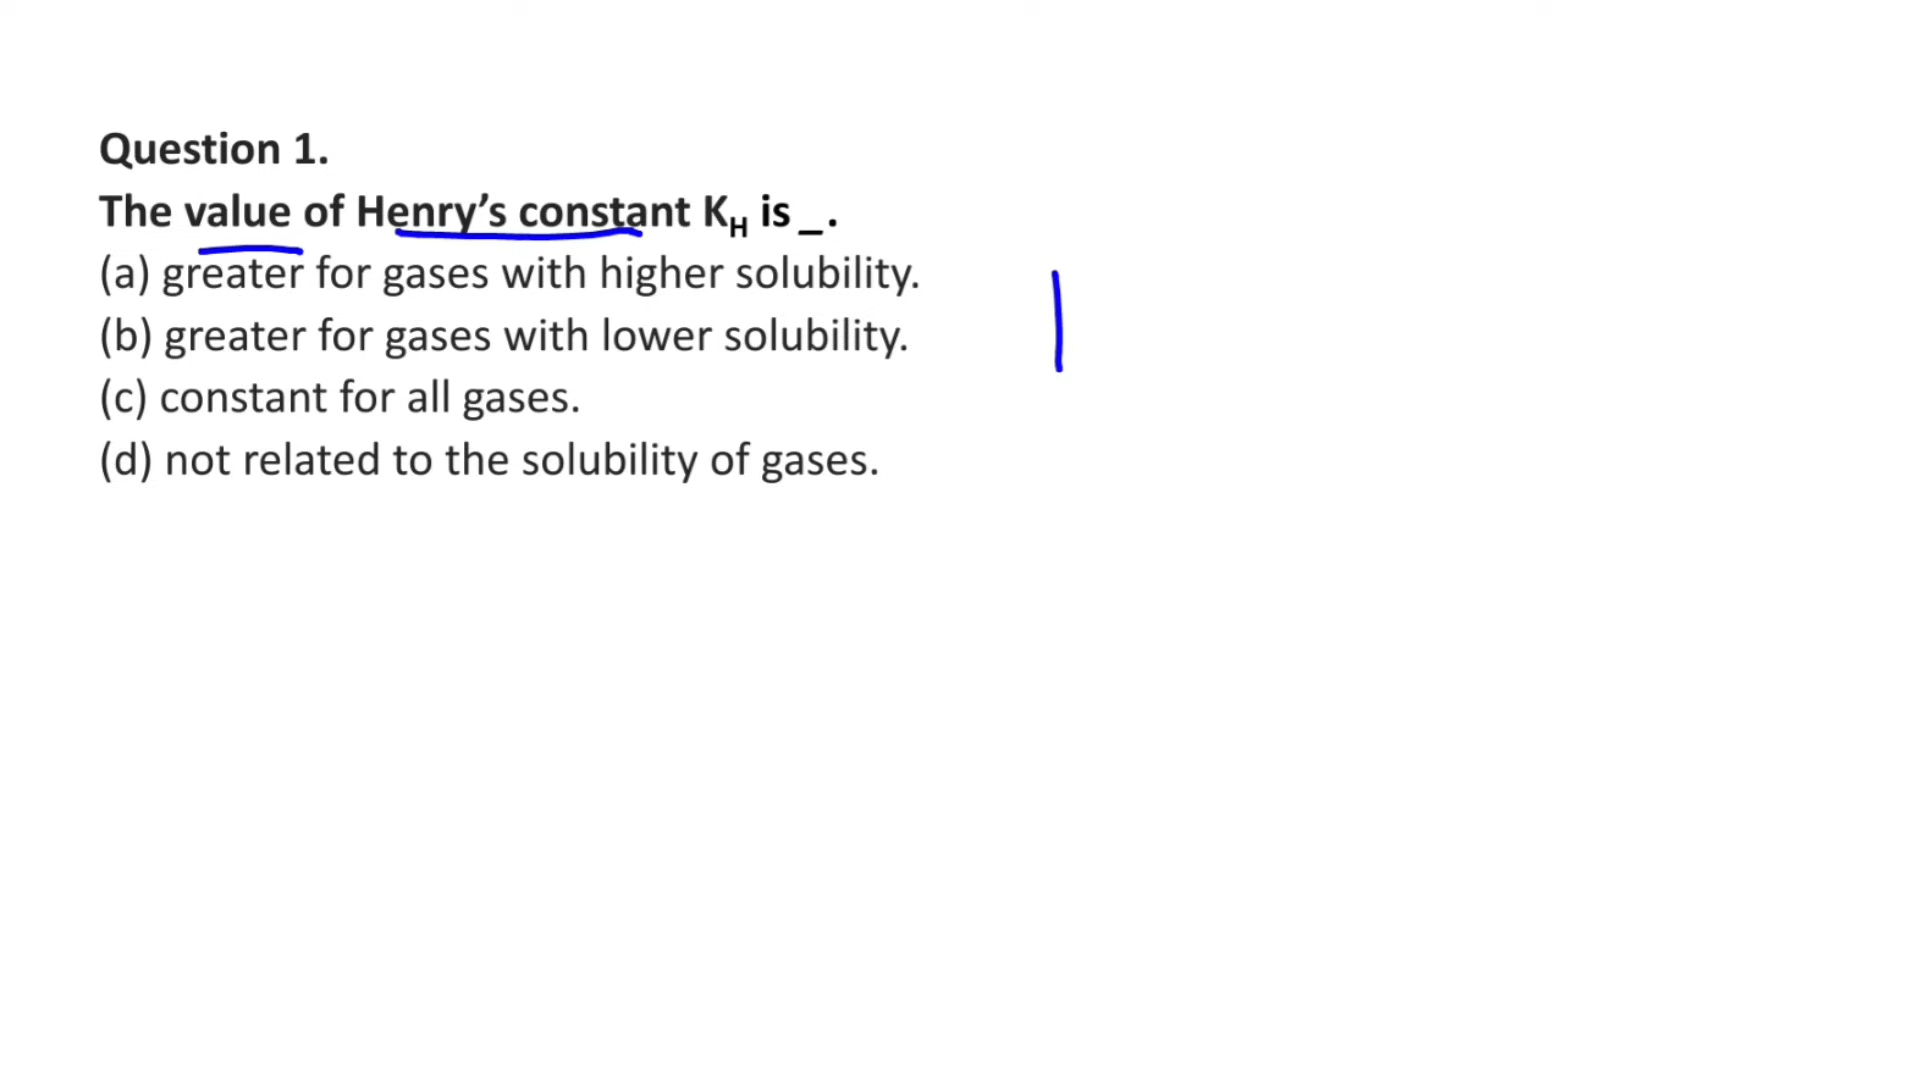 Question 1.
The value of Henry’s constant K_H is _.
(a) greater for gases with higher solubility.
(b) greater for gases with lower solubility.
(c) constant for all gases.
(d) not related to the solubility of gases.